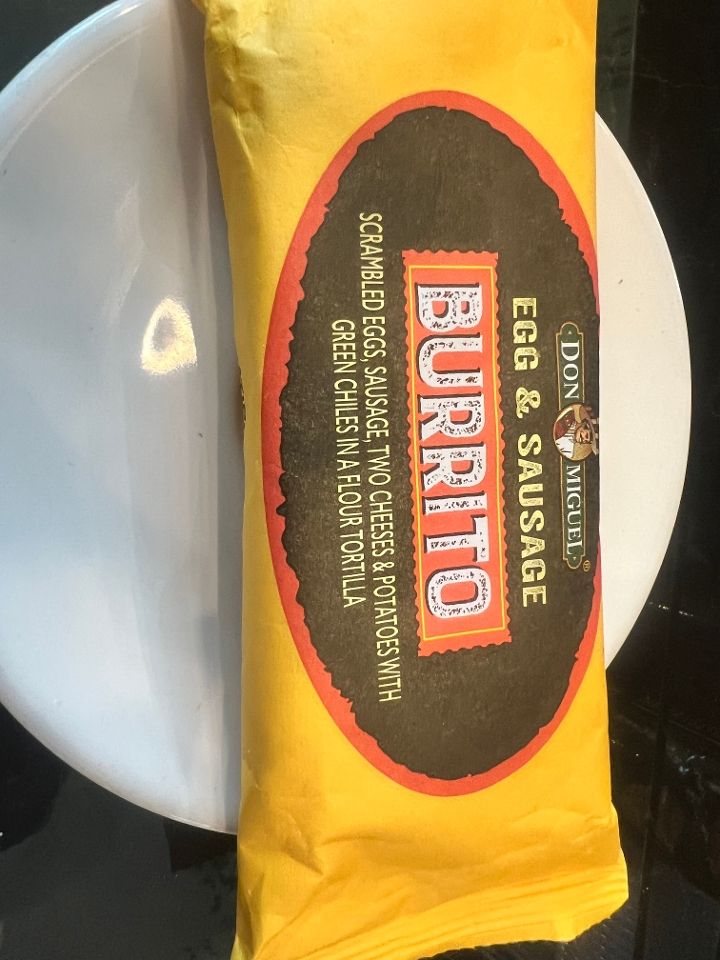 DON MIGUEL®
EGG & SAUSAGE
BURRITO
SCRAMBLED EGGS, SAUSAGE, TWO CHEESES & POTATOES WITH
GREEN CHILES IN A FLOUR TORTILLA